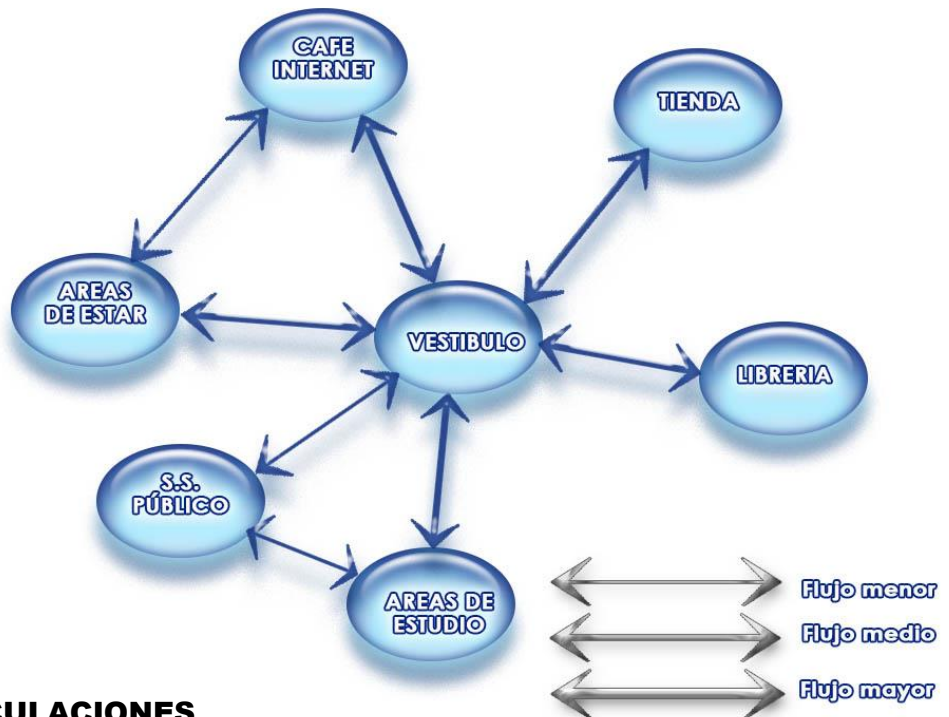 CAFE
INTERNET
TIENDA
AREAS
DE ESTAR
VESTIBULO
LIBRERIA
S.S.
PÚBLICO
AREAS DE
ESTUDIO
Flujo menor
Flujo medio
Flujo mayor